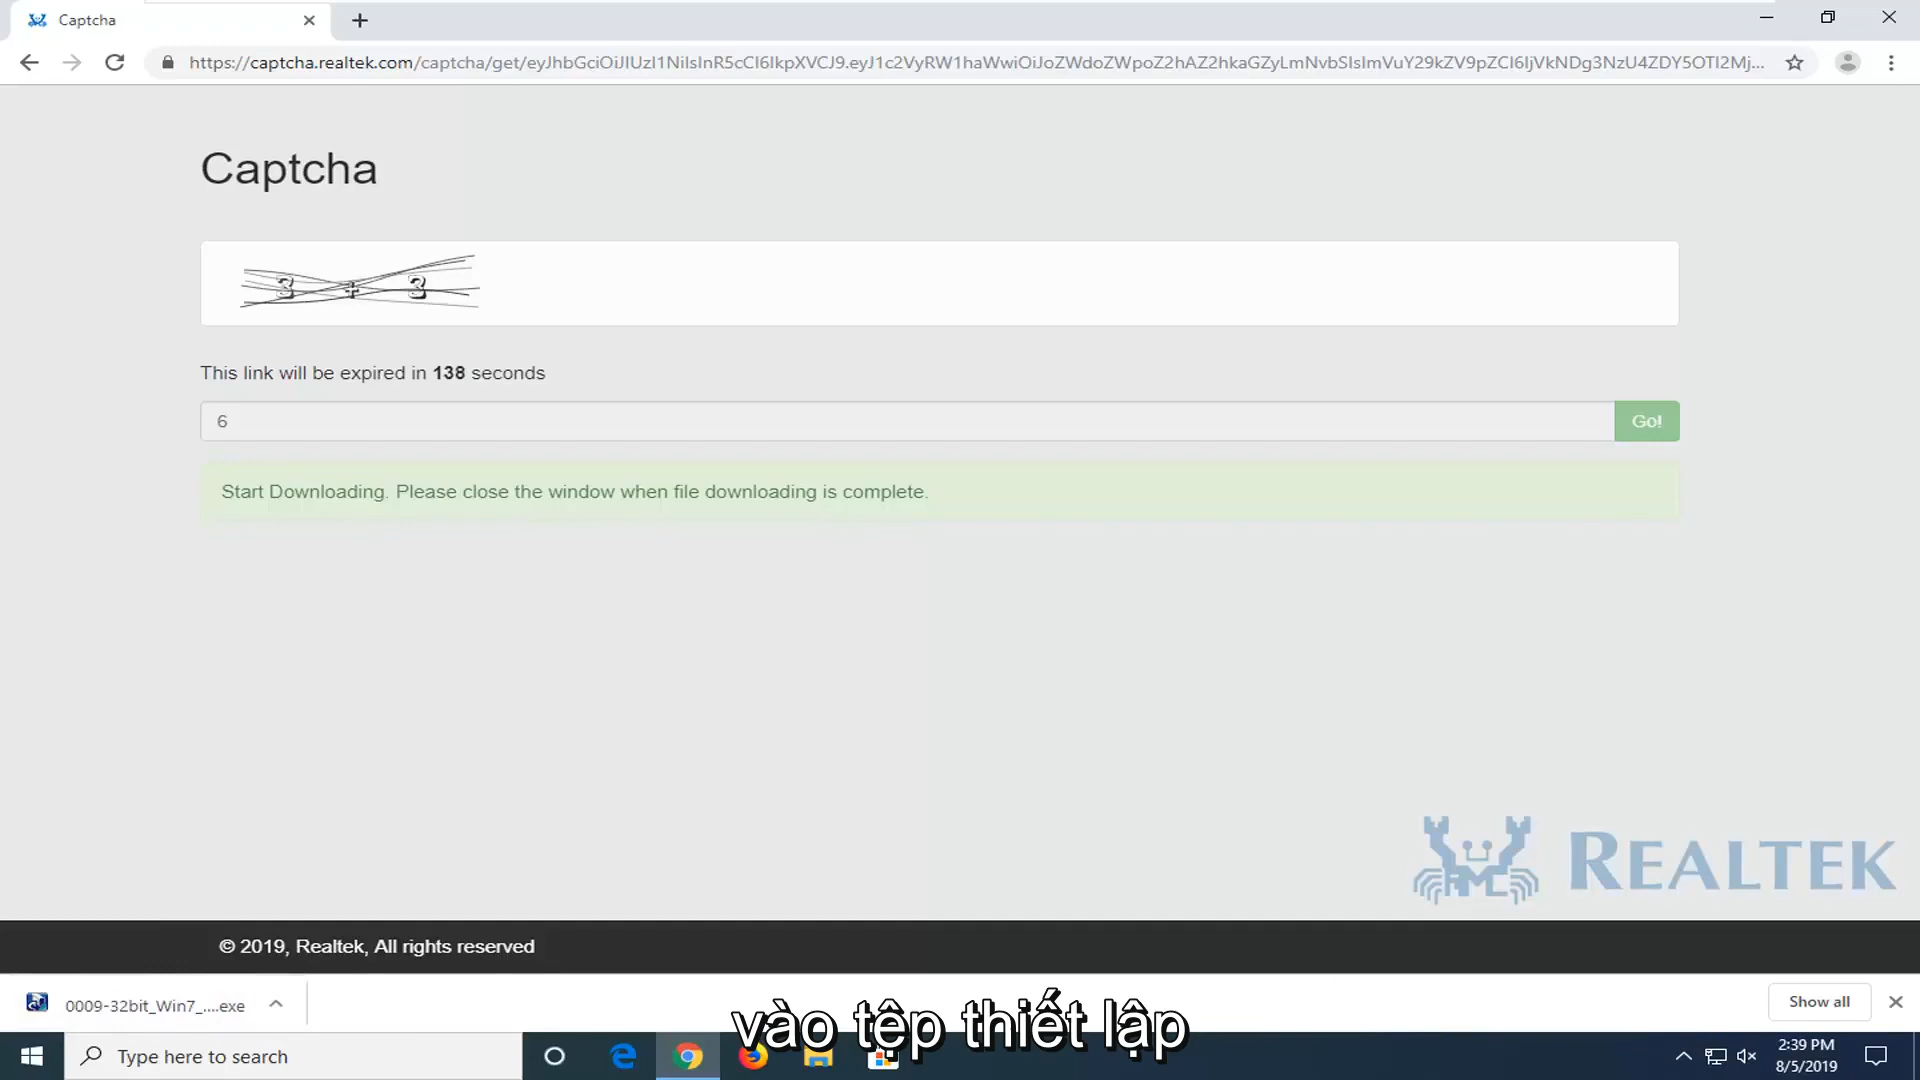 Captcha
https://captcha.realtek.com/captcha/get/eyJhbGciOiJIUzI1NiIsInR5cCI6IkpXVCJ9.eyJ1c2VyRW1haWwiOiJoZWdoZWpoZ2hAZ2hkaGZyLmNvbSIsImVuY29kZV9pZCI6IjVkNDg3NzU4ZDY5OTI2Mj...
Captcha
3 + 3
This link will be expired in 138 seconds
6
Go!
Start Downloading. Please close the window when file downloading is complete.
REALTEK
© 2019, Realtek, All rights reserved
0009-32bit_Win7_....exe
Show all
vào tệp thiết lập
Type here to search
2:39 PM
8/5/2019